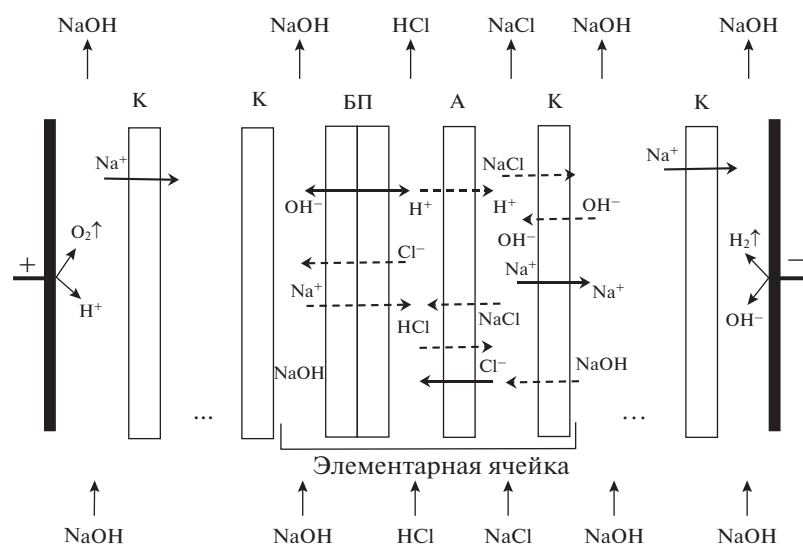 NaOH NaOH HCl NaCl NaOH NaOH
К К БП А К К
Na⁺ NaCl Na⁺
OH⁻ H⁺ H⁺ OH⁻
O₂↑ Cl⁻ OH⁻ H₂↑
+ Na⁺ Na⁺ Na⁺ −
H⁺ HCl NaCl OH⁻
NaOH Cl⁻ NaOH
... ...
Элементарная ячейка
NaOH NaOH HCl NaCl NaOH NaOH